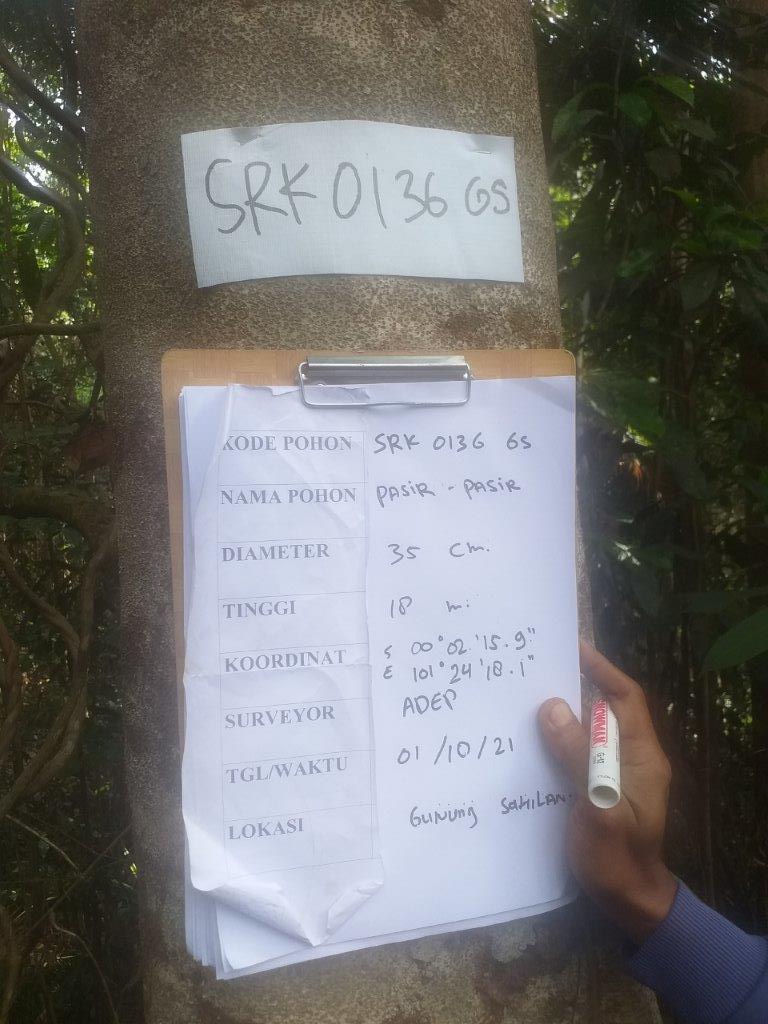 SRK 0136 GS
KODE POHON SRK 0136 GS
NAMA POHON PASIR - PASIR
DIAMETER 35 cm.
TINGGI 18 m.
KOORDINAT S 00°02'15.9"
E 101°24'18.1"
SURVEYOR ADEP
TGL/WAKTU 01/10/21
LOKASI GUNUNG SAHILAN.
SNOWMAN